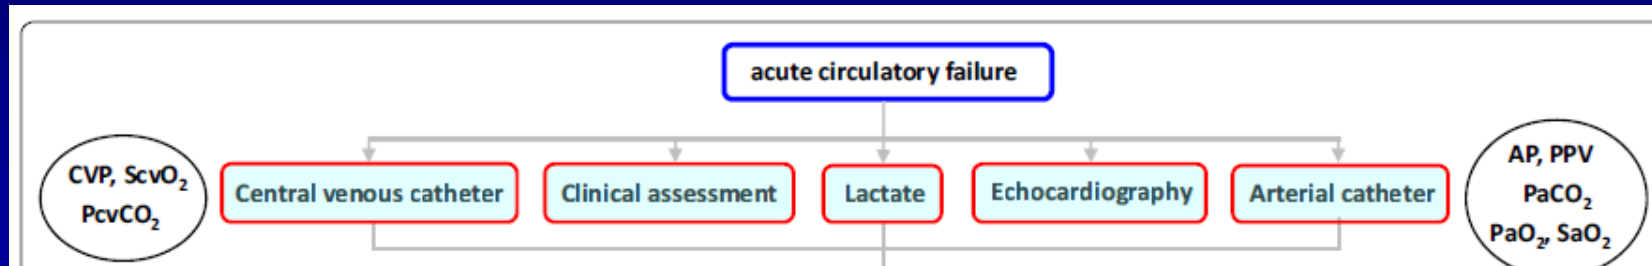 acute circulatory failure
CVP, ScvO₂
PcvCO₂
Central venous catheter
Clinical assessment
Lactate
Echocardiography
Arterial catheter
AP, PPV
PaCO₂
PaO₂, SaO₂